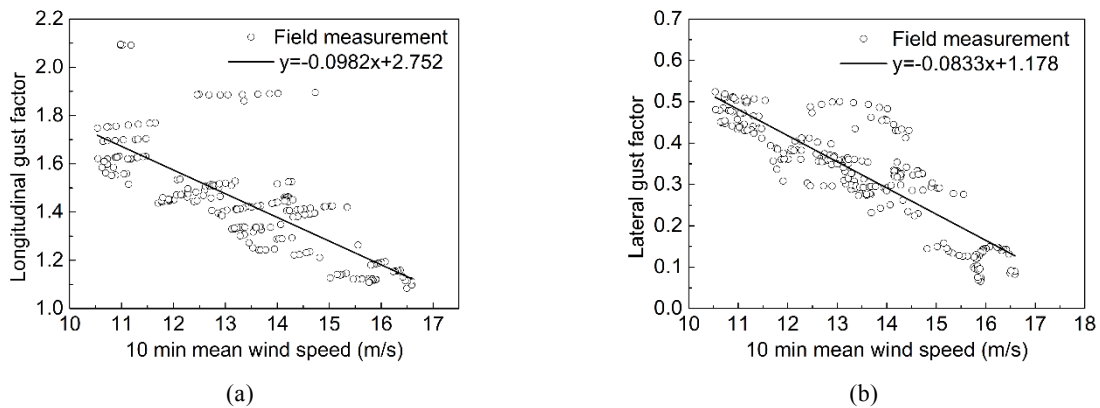 2.2
2.0
1.8
1.6
1.4
1.2
1.0
Longitudinal gust factor
Field measurement
y=-0.0982x+2.752
10 11 12 13 14 15 16 17
10 min mean wind speed (m/s)
(a)
0.7
0.6
0.5
0.4
0.3
0.2
0.1
0.0
Lateral gust factor
Field measurement
y=-0.0833x+1.178
10 11 12 13 14 15 16 17 18
10 min mean wind speed (m/s)
(b)